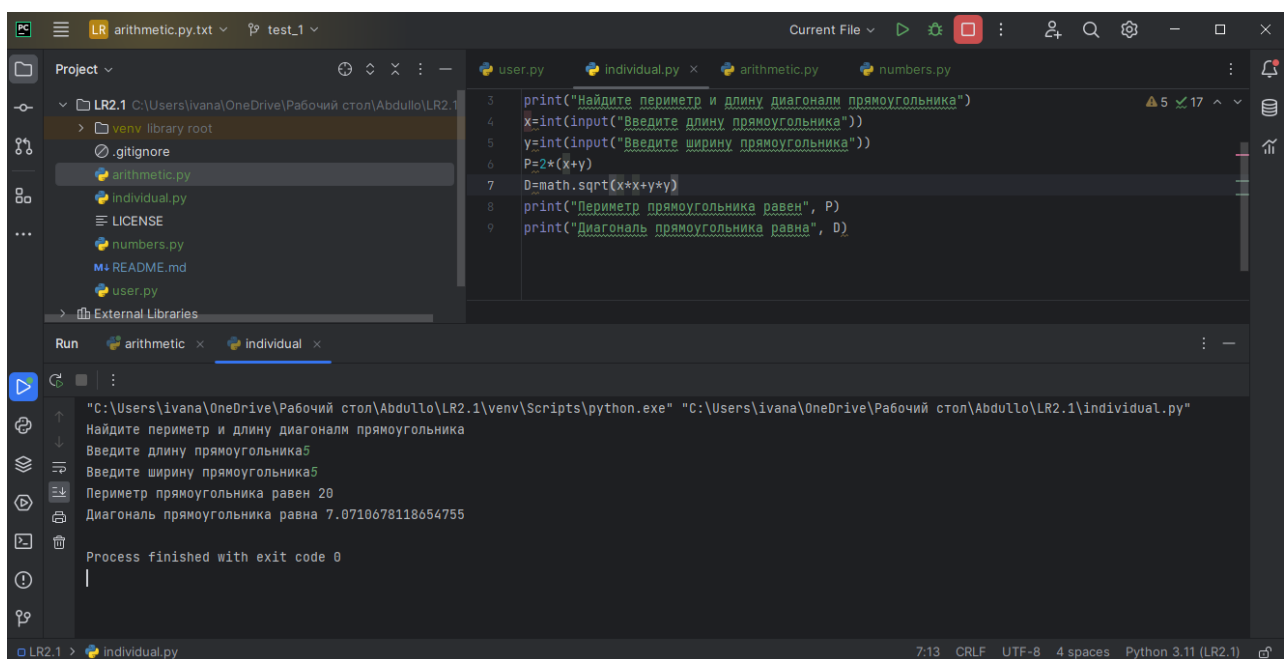 PC LR arithmetic.py.txt test_1 Current File
Project
user.py individual.py arithmetic.py numbers.py
LR2.1 C:\Users\ivana\OneDrive\Рабочий стол\Abdullo\LR2.1
venv library root
.gitignore
arithmetic.py
individual.py
LICENSE
numbers.py
M↓ README.md
user.py
External Libraries
3 print("Найдите периметр и длину диагоналм прямоугольника")
4 x=int(input("Введите длину прямоугольника"))
5 y=int(input("Введите ширину прямоугольника"))
6 P=2*(x+y)
7 D=math.sqrt(x*x+y*y)
8 print("Периметр прямоугольника равен", P)
9 print("Диагональ прямоугольника равна", D)
5 17
Run arithmetic individual
"C:\Users\ivana\OneDrive\Рабочий стол\Abdullo\LR2.1\venv\Scripts\python.exe" "C:\Users\ivana\OneDrive\Рабочий стол\Abdullo\LR2.1\individual.py"
Найдите периметр и длину диагоналм прямоугольника
Введите длину прямоугольника5
Введите ширину прямоугольника5
Периметр прямоугольника равен 20
Диагональ прямоугольника равна 7.0710678118654755
Process finished with exit code 0
LR2.1 > individual.py 7:13 CRLF UTF-8 4 spaces Python 3.11 (LR2.1)